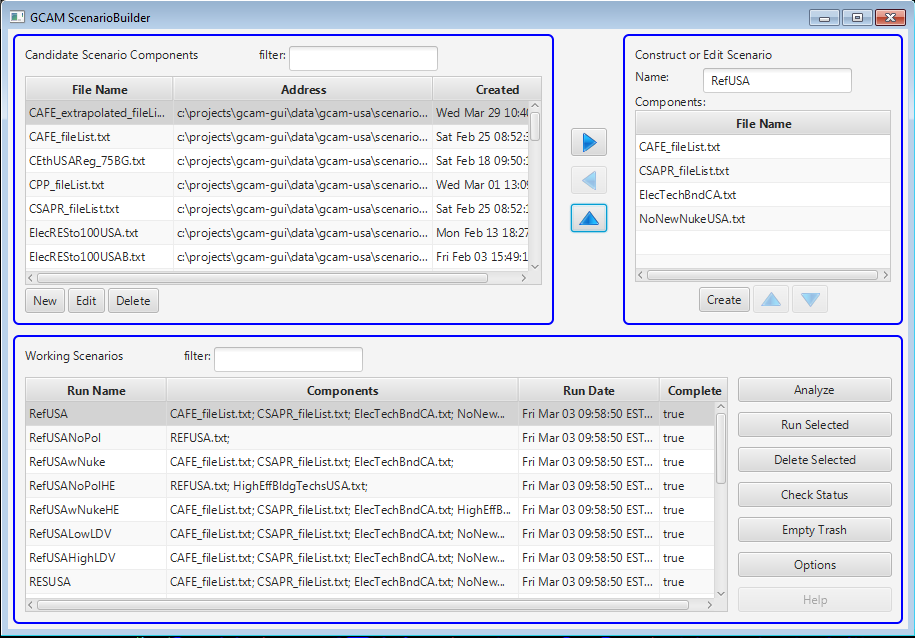 GCAM ScenarioBuilder
Candidate Scenario Components filter:
File Name Address Created
CAFE_extrapolated_fileLi... c:\projects\gcam-gui\data\gcam-usa\scenario... Wed Mar 29 10:40
CAFE_fileList.txt c:\projects\gcam-gui\data\gcam-usa\scenario... Sat Feb 25 08:52:3
CEthUSAReg_75BG.txt c:\projects\gcam-gui\data\gcam-usa\scenario... Sat Feb 18 09:50:1
CPP_fileList.txt c:\projects\gcam-gui\data\gcam-usa\scenario... Wed Mar 01 13:09
CSAPR_fileList.txt c:\projects\gcam-gui\data\gcam-usa\scenario... Sat Feb 25 08:52:1
ElecRESto100USA.txt c:\projects\gcam-gui\data\gcam-usa\scenario... Mon Feb 13 18:27
ElecRESto100USAB.txt c:\projects\gcam-gui\data\gcam-usa\scenario... Fri Feb 03 15:49:1
New Edit Delete
Construct or Edit Scenario
Name: RefUSA
Components:
File Name
CAFE_fileList.txt
CSAPR_fileList.txt
ElecTechBndCA.txt
NoNewNukeUSA.txt
Create
Working Scenarios filter:
Run Name Components Run Date Complete
RefUSA CAFE_fileList.txt; CSAPR_fileList.txt; ElecTechBndCA.txt; NoNew... Fri Mar 03 09:58:50 EST... true
RefUSANoPol REFUSA.txt; Fri Mar 03 09:58:50 EST... true
RefUSAwNuke CAFE_fileList.txt; CSAPR_fileList.txt; ElecTechBndCA.txt; Fri Mar 03 09:58:50 EST... true
RefUSANoPolHE REFUSA.txt; HighEffBldgTechsUSA.txt; Fri Mar 03 09:58:50 EST... true
RefUSAwNukeHE CAFE_fileList.txt; CSAPR_fileList.txt; ElecTechBndCA.txt; HighEffB... Fri Mar 03 09:58:50 EST... true
RefUSALowLDV CAFE_fileList.txt; CSAPR_fileList.txt; ElecTechBndCA.txt; NoNew... Fri Mar 03 09:58:50 EST... true
RefUSAHighLDV CAFE_fileList.txt; CSAPR_fileList.txt; ElecTechBndCA.txt; NoNew... Fri Mar 03 09:58:50 EST... true
RESUSA CAFE_fileList.txt; CSAPR_fileList.txt; ElecTechBndCA.txt; NoNew... Fri Mar 03 09:58:50 EST... true
Analyze
Run Selected
Delete Selected
Check Status
Empty Trash
Options
Help